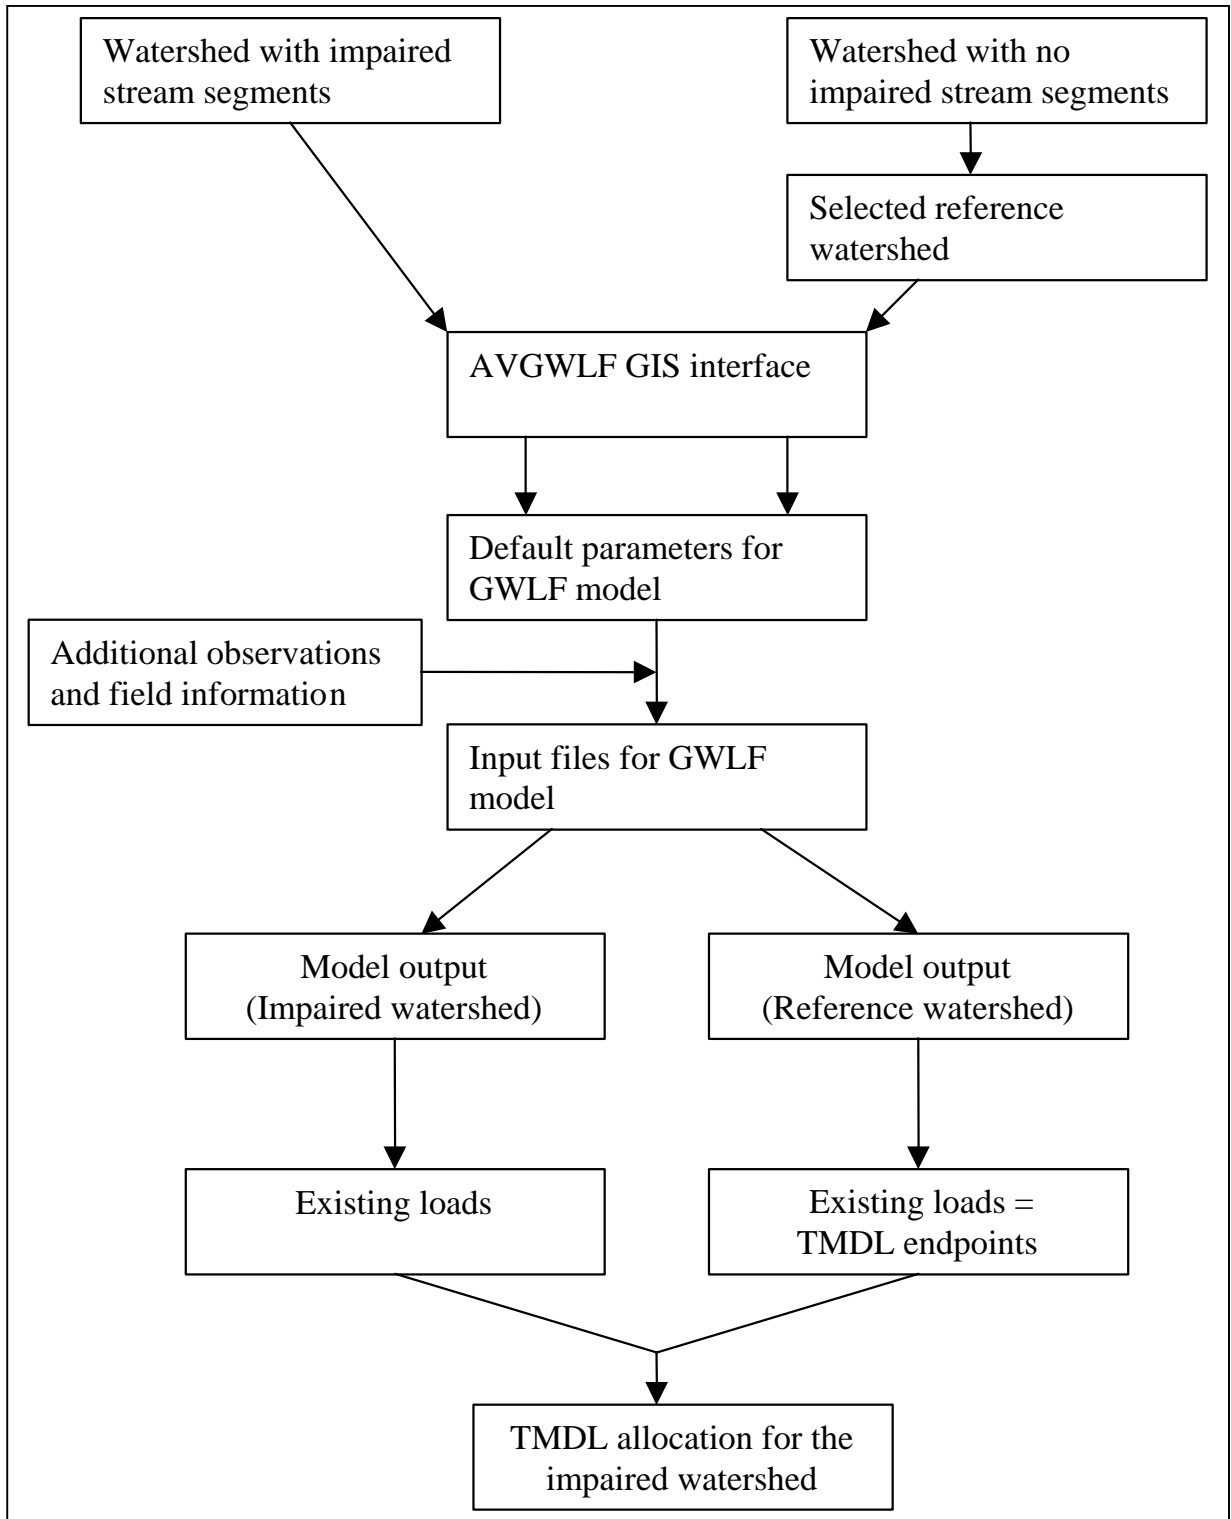 Watershed with impaired
stream segments
Watershed with no
impaired stream segments
Selected reference
watershed
AVGWLF GIS interface
Default parameters for
GWLF model
Additional observations
and field information
Input files for GWLF
model
Model output
(Impaired watershed)
Model output
(Reference watershed)
Existing loads
Existing loads =
TMDL endpoints
TMDL allocation for the
impaired watershed